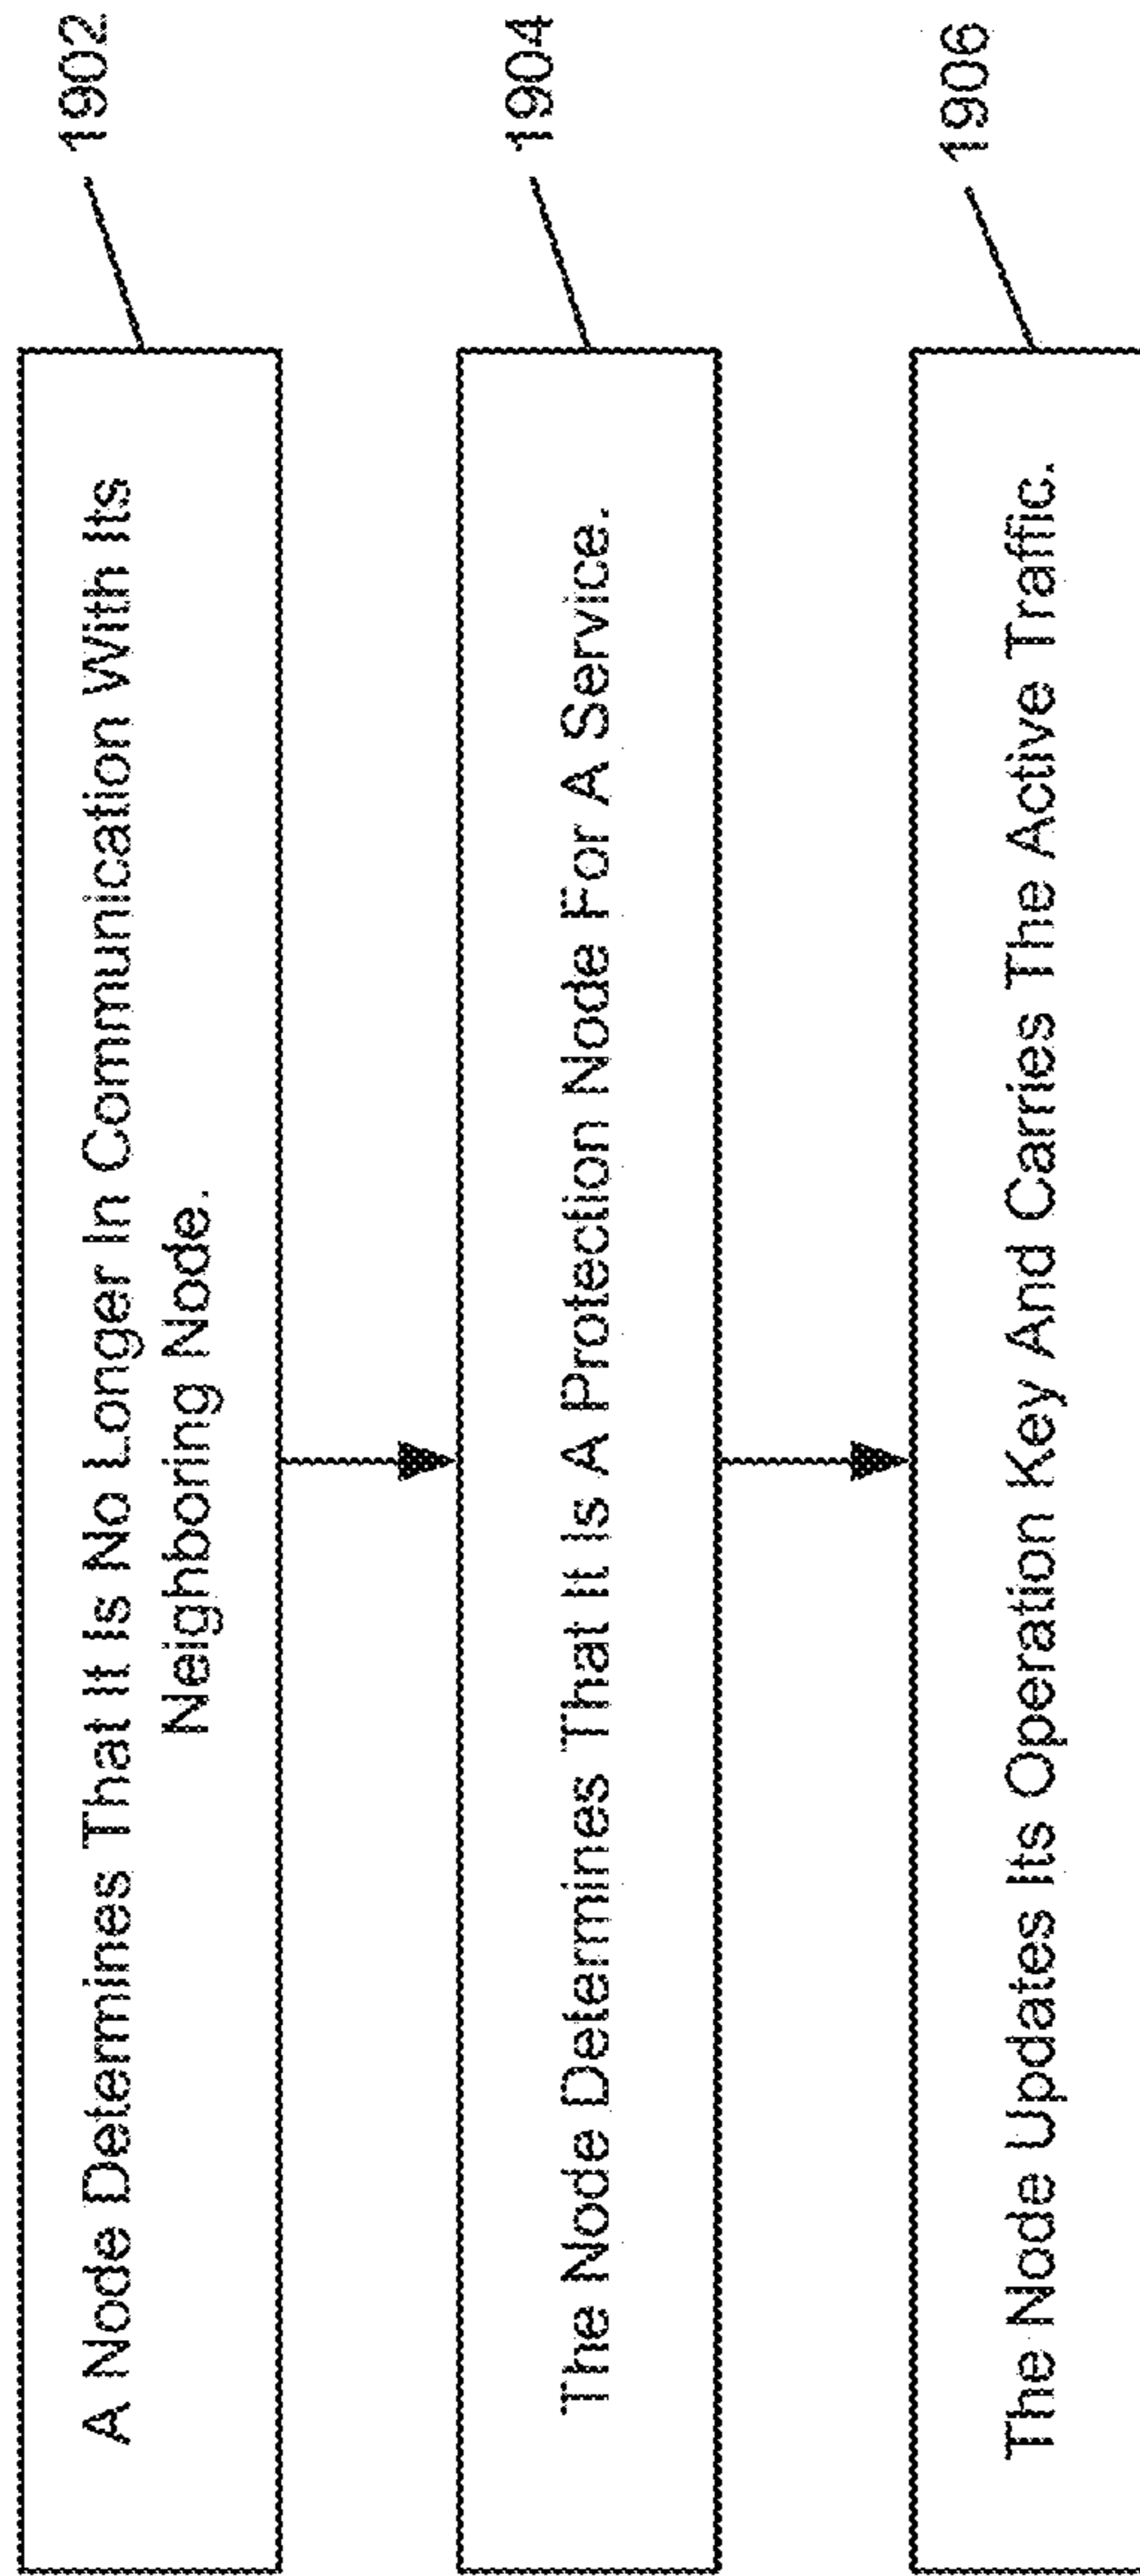 A Node Determines That It Is No Longer In Communication With Its
Neighboring Node.
1902
The Node Determines That It Is A Protection Node For A Service.
1904
The Node Updates Its Operation Key And Carries The Active Traffic.
1906